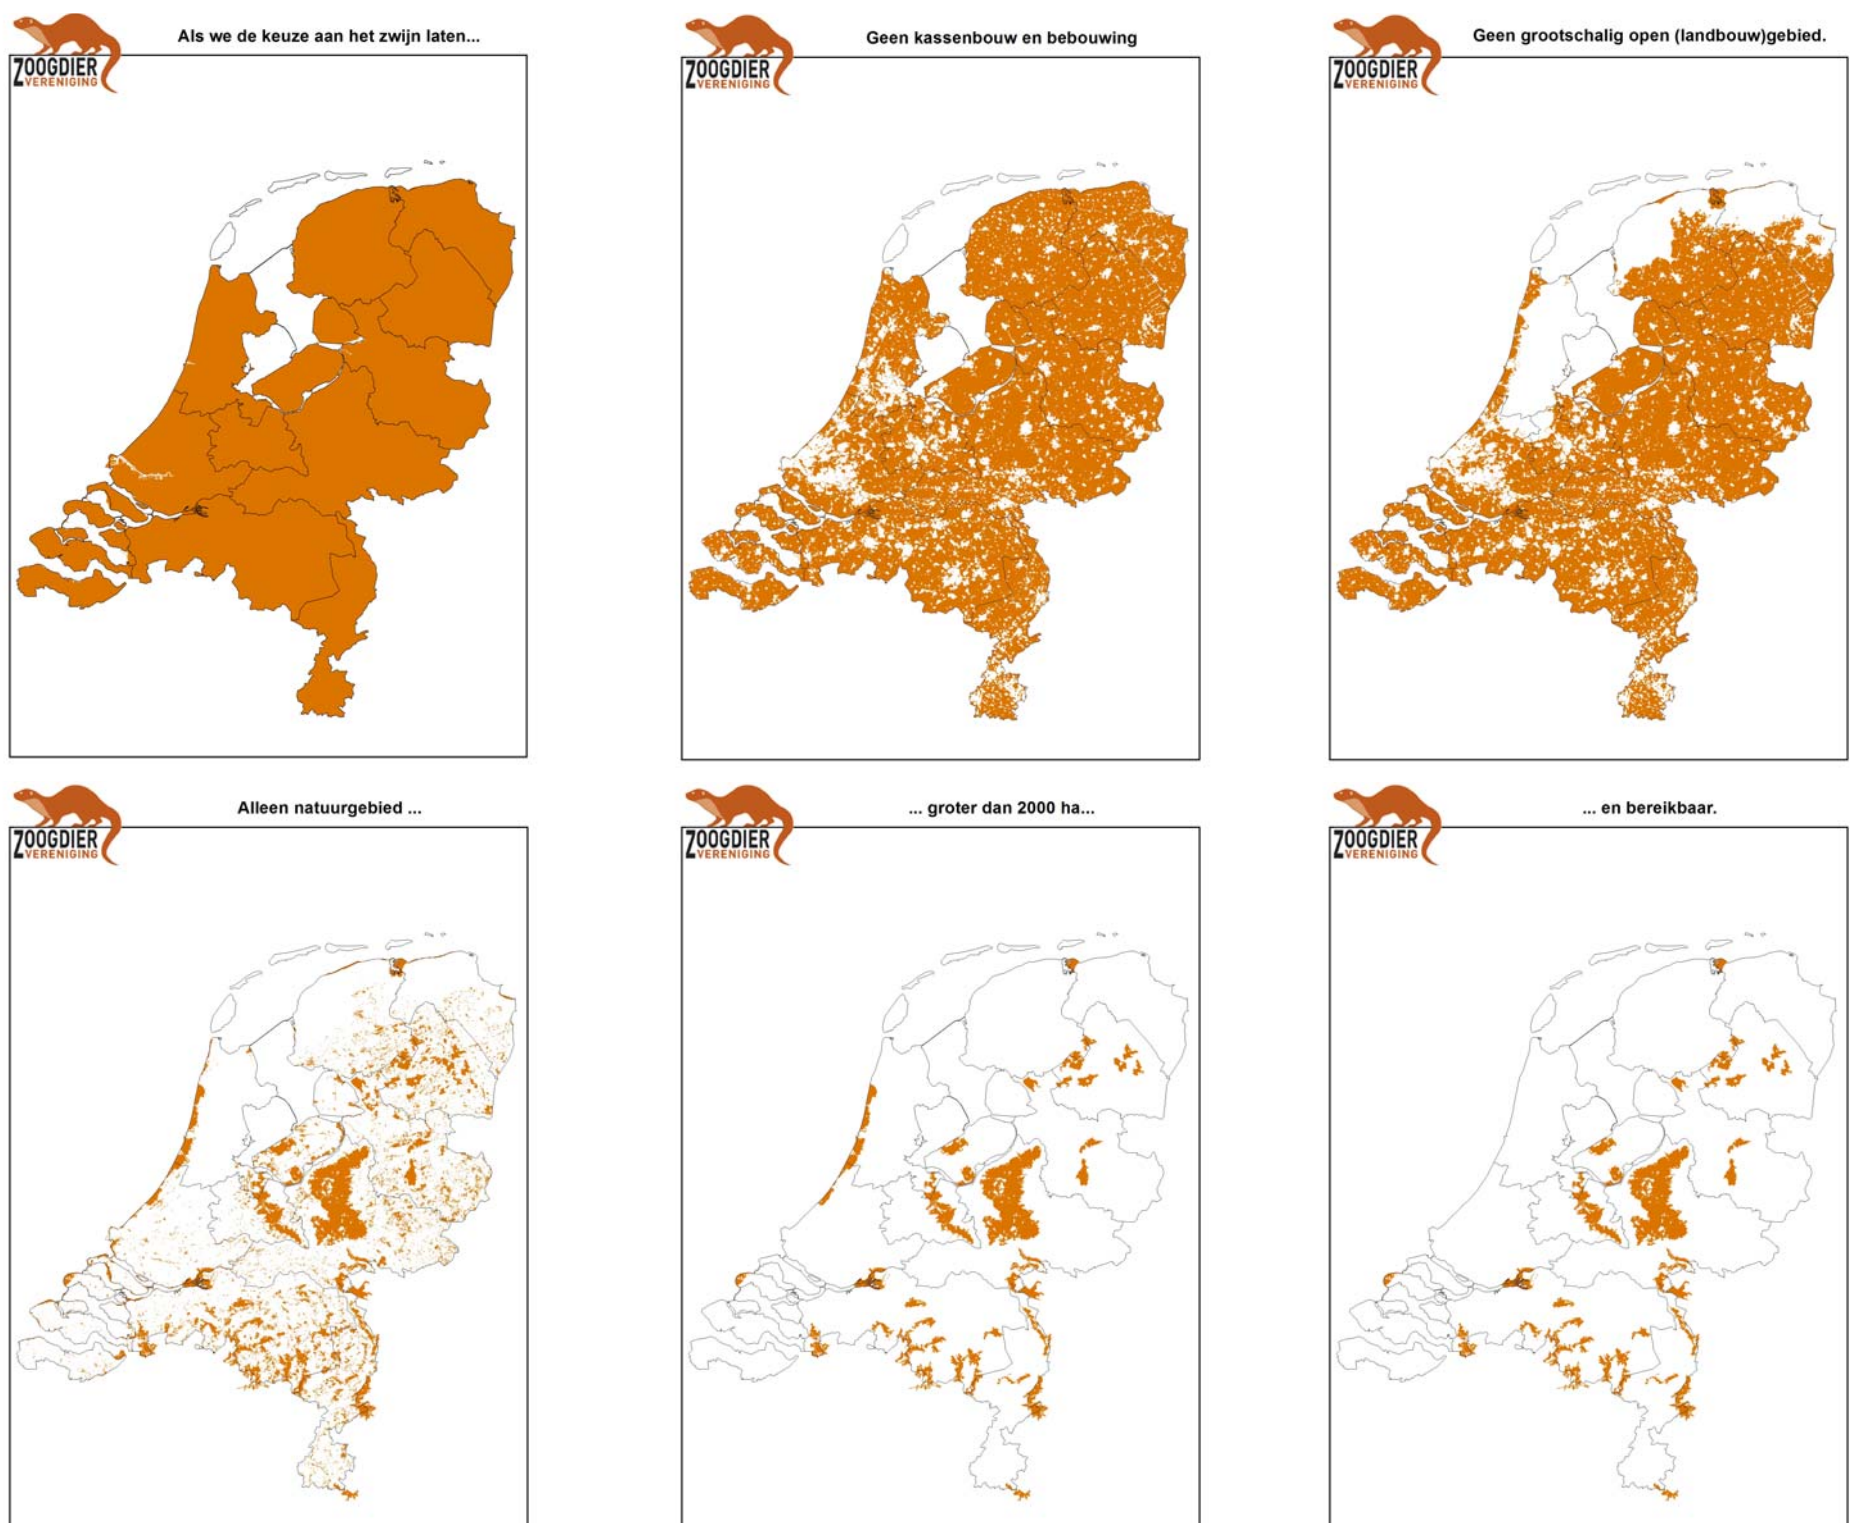 Als we de keuze aan het zwijn laten...
ZOOGDIER
VERENIGING
Geen kassenbouw en bebouwing
ZOOGDIER
VERENIGING
Geen grootschalig open (landbouw)gebied.
ZOOGDIER
VERENIGING
Alleen natuurgebied ...
ZOOGDIER
VERENIGING
... groter dan 2000 ha...
ZOOGDIER
VERENIGING
... en bereikbaar.
ZOOGDIER
VERENIGING